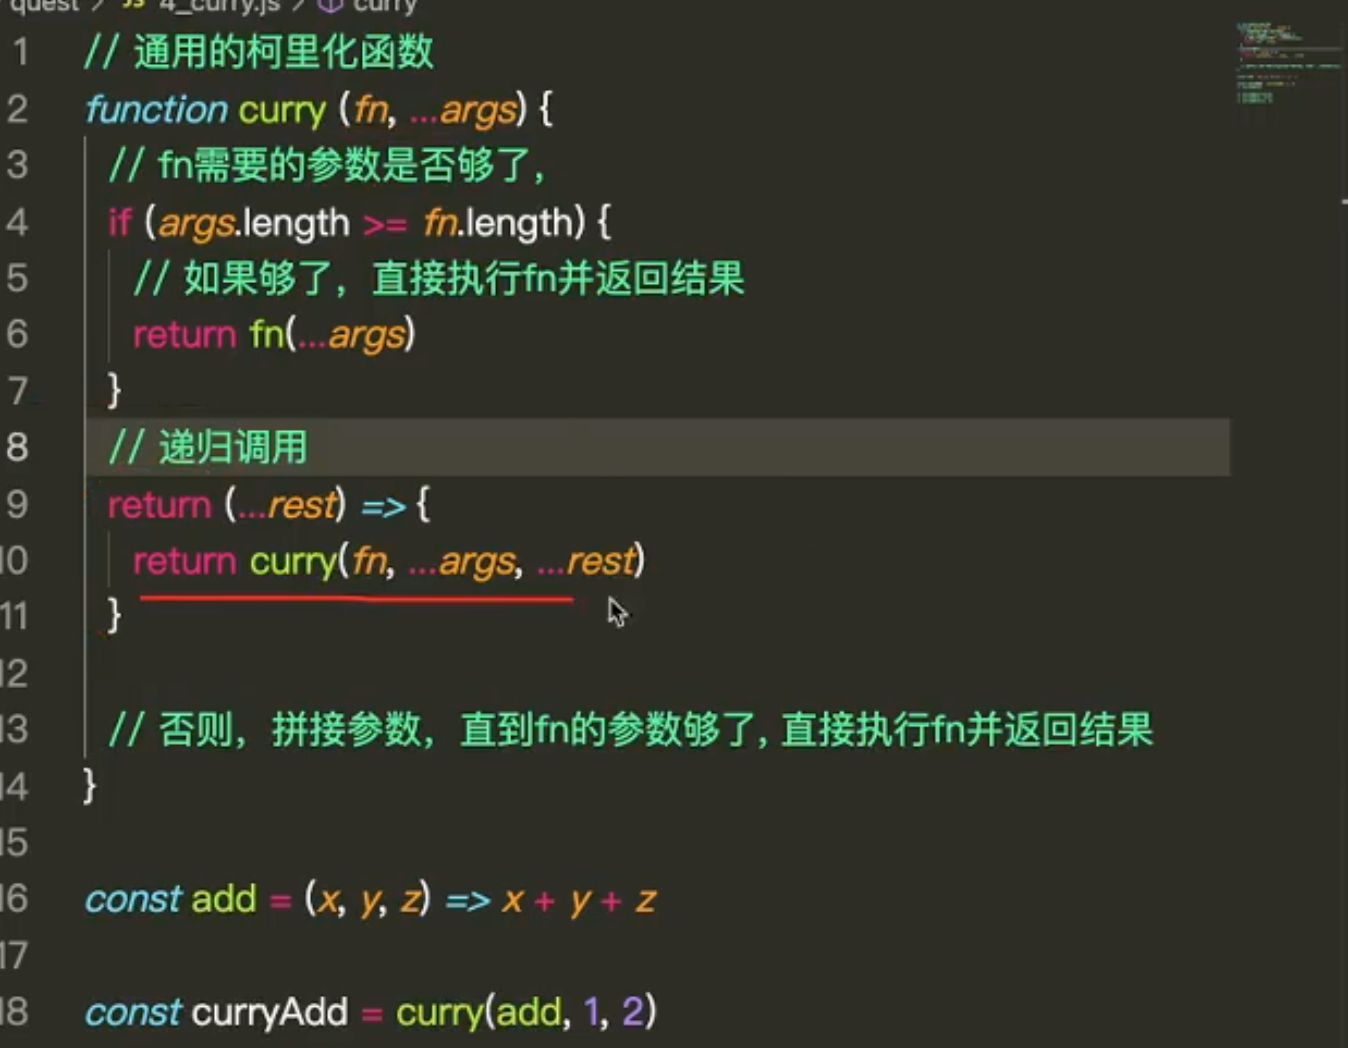 quest > JS 4_curry.js > curry
1 // 通用的柯里化函数
2 function curry (fn, ...args) {
3 // fn需要的参数是否够了,
4 if (args.length >= fn.length) {
5 // 如果够了，直接执行fn并返回结果
6 return fn(...args)
7 }
8 // 递归调用
9 return (...rest) => {
10 return curry(fn, ...args, ...rest)
11 }
12
13 // 否则，拼接参数，直到fn的参数够了, 直接执行fn并返回结果
14 }
15
16 const add = (x, y, z) => x + y + z
17
18 const curryAdd = curry(add, 1, 2)